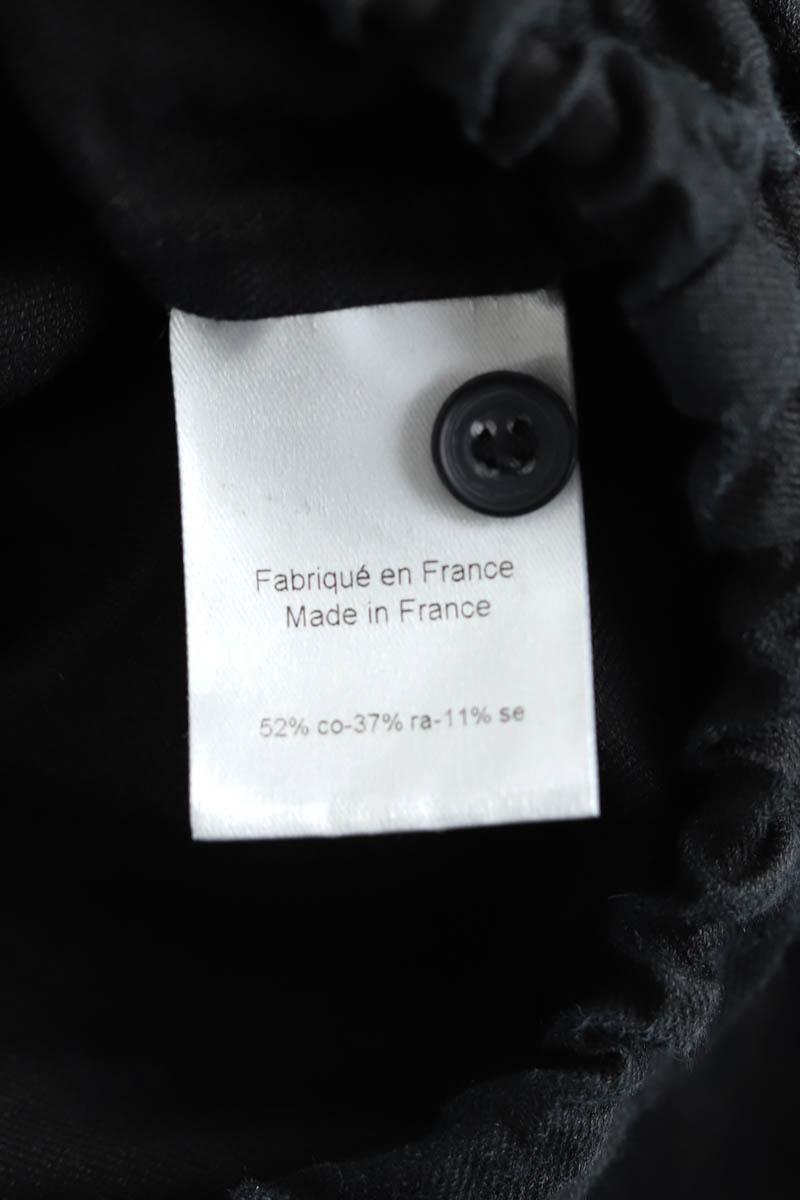 Fabriqué en France
Made in France
52% co-37% ra-11% se